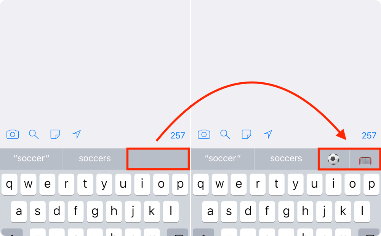 257
257
"soccer" soccers
"soccer" soccers
q w e r t y u i o p
q w e r t y u i o p
a s d f g h j k l
a s d f g h j k l